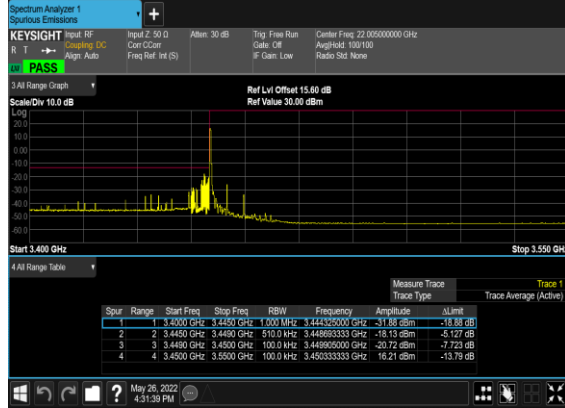 Spectrum Analyzer 1
Spurious Emissions
+
KEYSIGHT Input: RF Input Z: 50 Ω Atten: 30 dB Trig: Free Run Center Freq: 22.005000000 GHz
R T Coupling: DC Corr CCorr Gate: Off Avg|Hold: 100/100
Align: Auto Freq Ref: Int (S) IF Gain: Low Radio Std: None
PASS
3 All Range Graph
Ref Lvl Offset 15.60 dB
Scale/Div 10.0 dB Ref Value 30.00 dBm
Log
20.0
10.0
0.00
-10.0
-20.0
-30.0
-40.0
-50.0
-60.0
Start 3.400 GHz Stop 3.550 GH
4 All Range Table
Measure Trace Trace 1
Trace Type Trace Average (Active)
Spur Range Start Freq Stop Freq RBW Frequency Amplitude ΔLimit
1 1 3.4000 GHz 3.4450 GHz 1.000 MHz 3.444325000 GHz -31.88 dBm -18.88 dB
2 2 3.4450 GHz 3.4490 GHz 510.0 kHz 3.448693333 GHz -18.13 dBm -5.127 dB
3 3 3.4490 GHz 3.4500 GHz 100.0 kHz 3.449905000 GHz -20.72 dBm -7.723 dB
4 4 3.4500 GHz 3.5500 GHz 100.0 kHz 3.450333333 GHz 16.21 dBm -13.79 dB
? May 26, 2022
4:31:39 PM